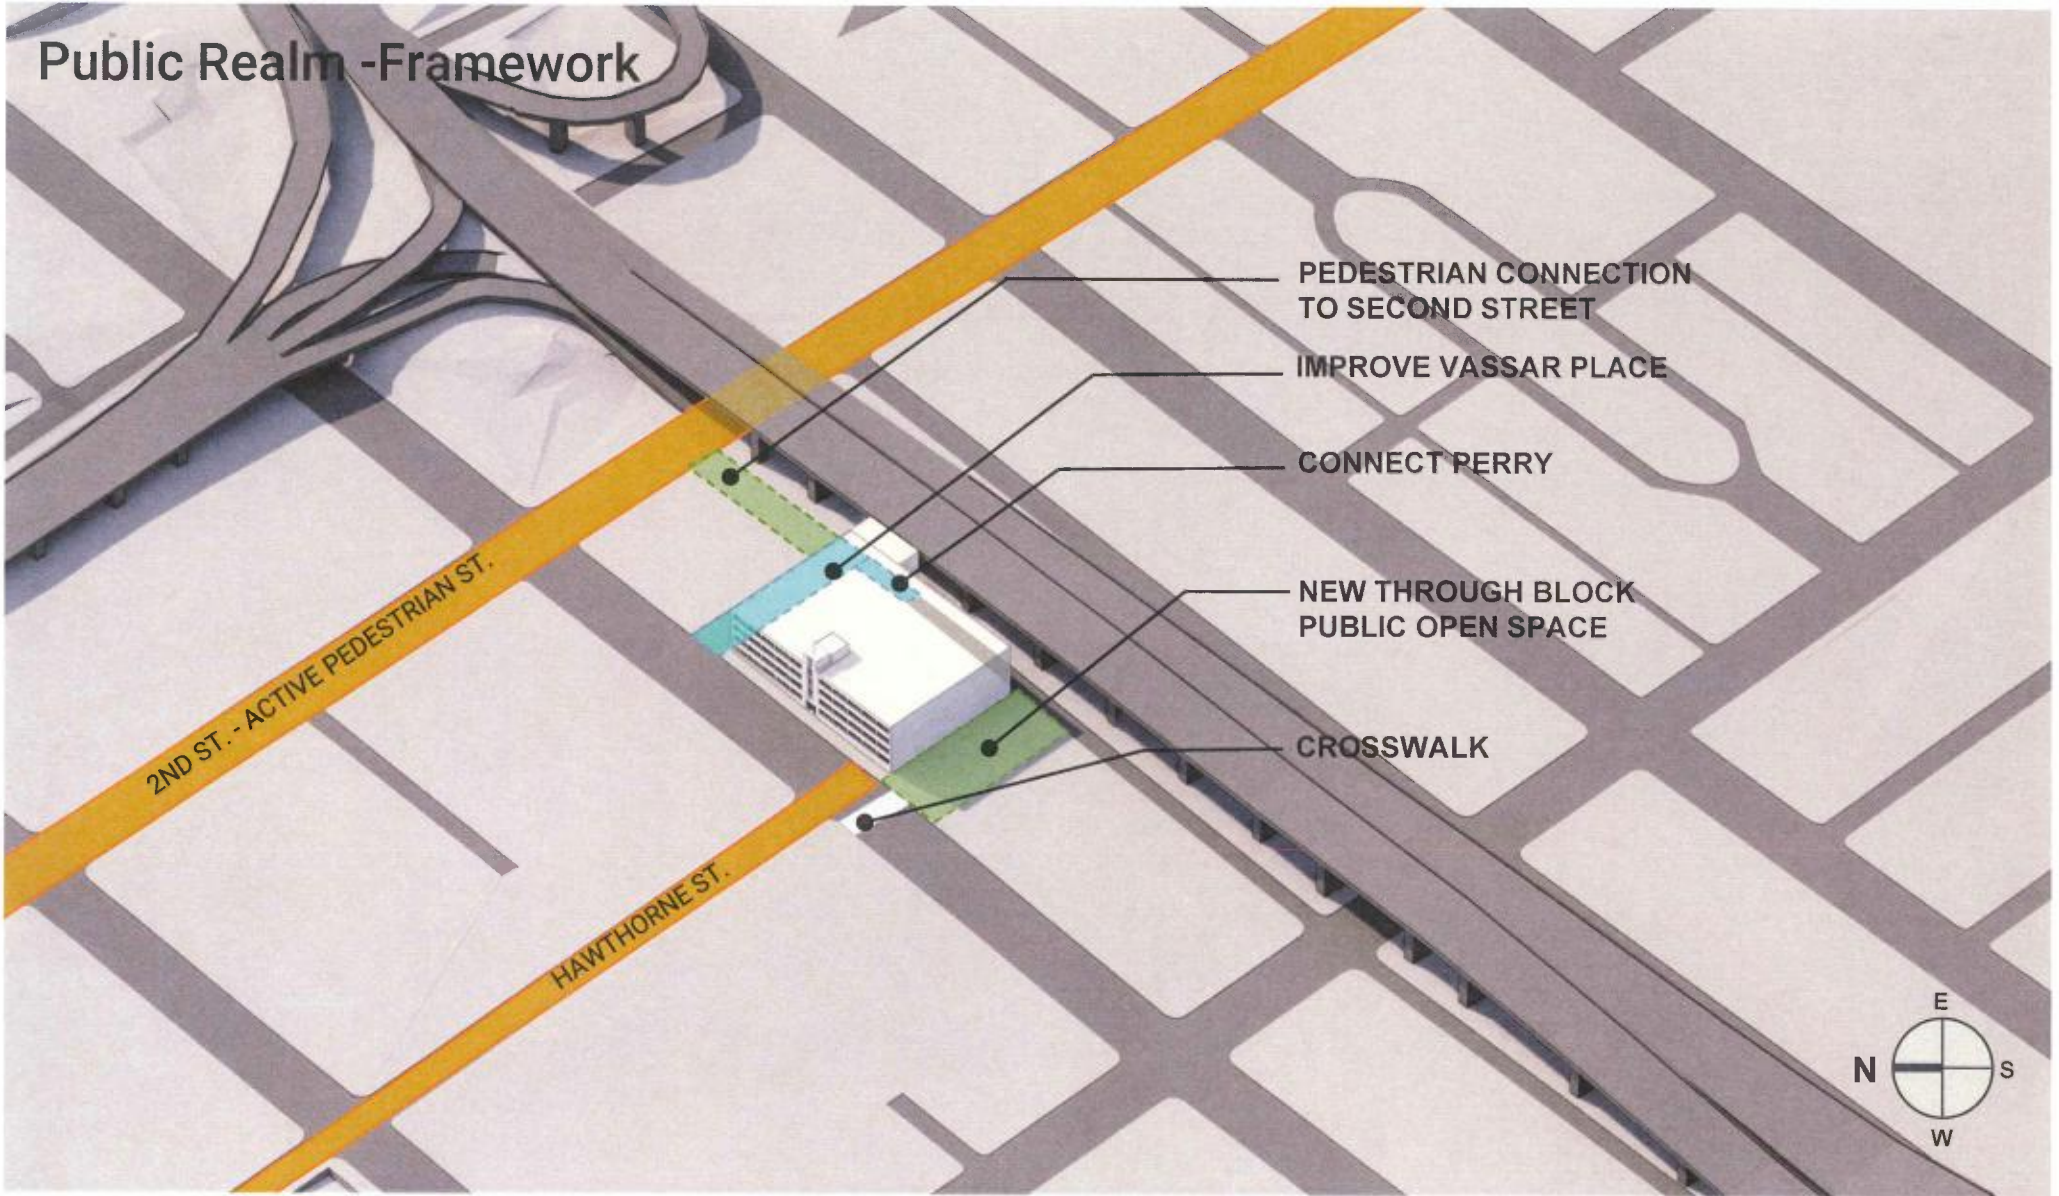 Public Realm -Framework
PEDESTRIAN CONNECTION
TO SECOND STREET
IMPROVE VASSAR PLACE
CONNECT PERRY
NEW THROUGH BLOCK
PUBLIC OPEN SPACE
CROSSWALK
2ND ST. - ACTIVE PEDESTRIAN ST.
HAWTHORNE ST.
E
N
S
W